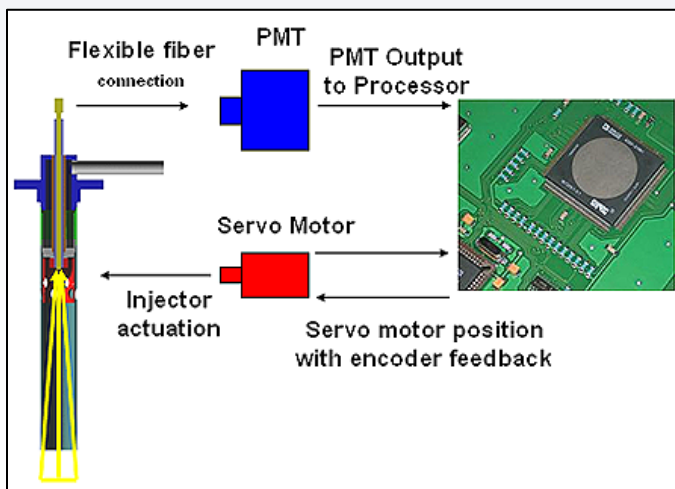 Flexible fiber
connection
PMT
PMT Output
to Processor
Servo Motor
Injector
actuation
Servo motor position
with encoder feedback